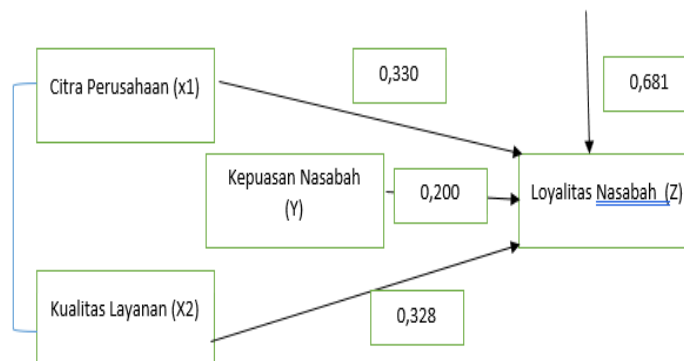 0,330
0,681
Citra Perusahaan (x1)
Kepuasan Nasabah
(Y)
0,200
Loyalitas Nasabah (Z)
Kualitas Layanan (X2)
0,328